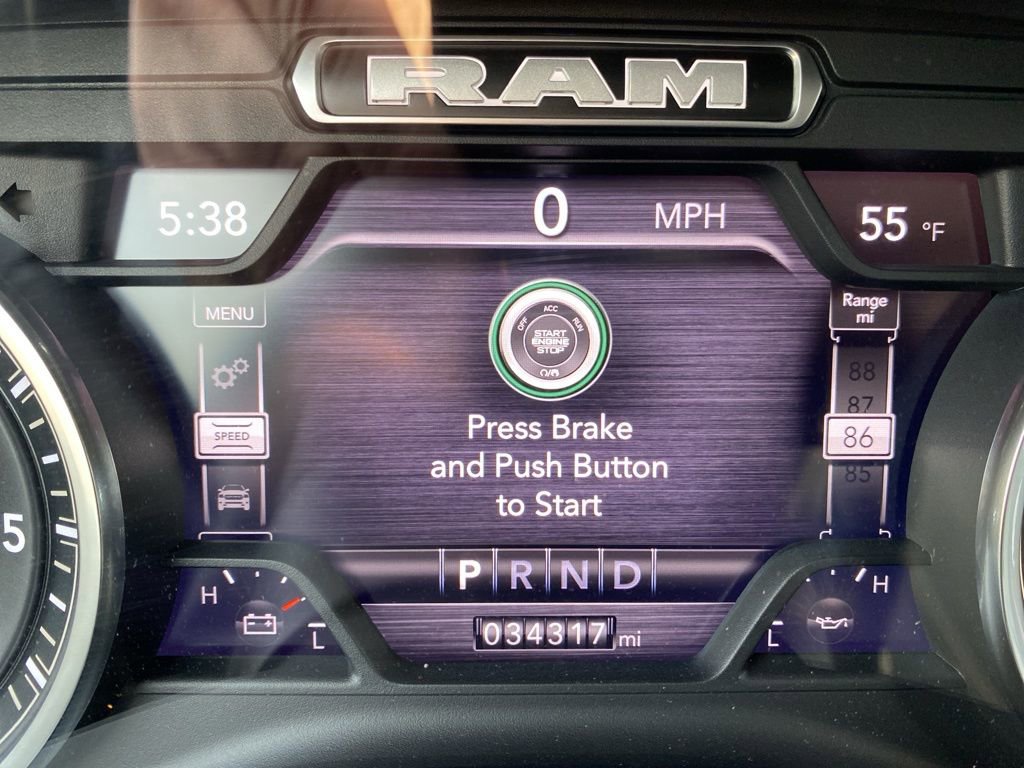 RAM
5:38
0 MPH
55 °F
MENU
SPEED
OFF
ACC
RUN
START
ENGINE
STOP
Press Brake
and Push Button
to Start
Range
mi
88
87
86
85
P R N D
H
L
034317 mi
H
L
5